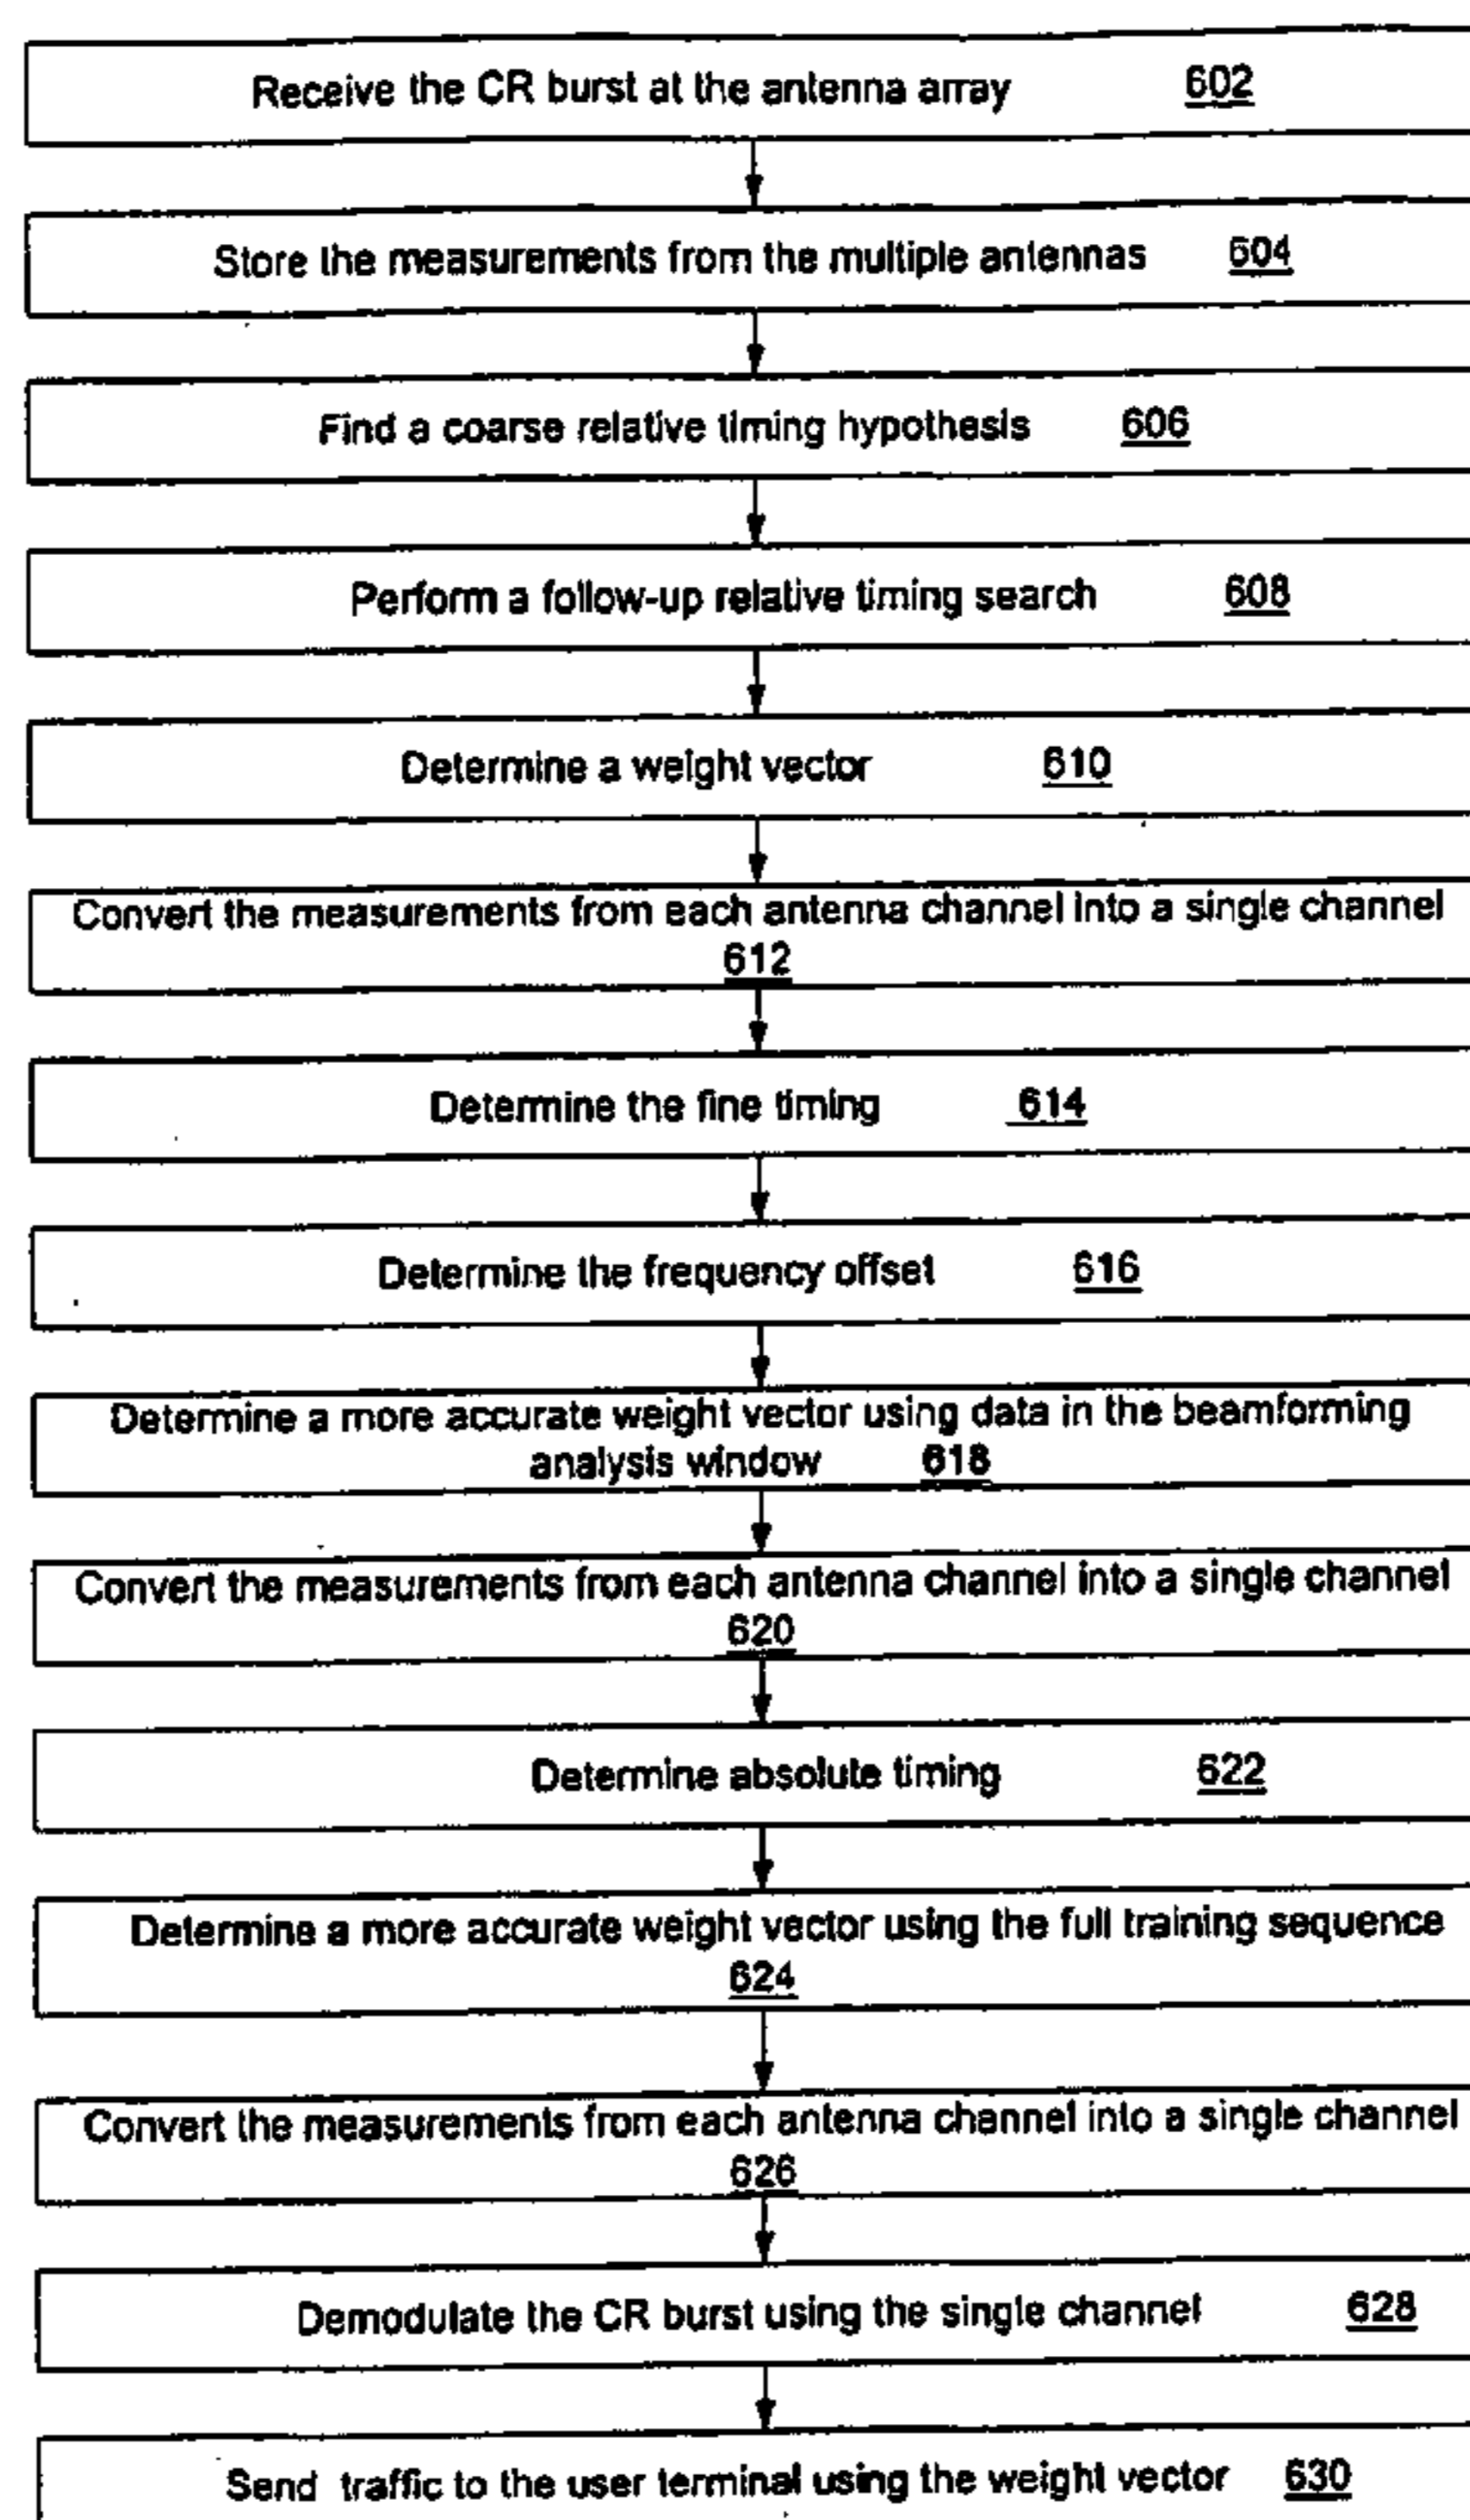 Receive the CR burst at the antenna array 602
Store the measurements from the multiple antennas 604
Find a coarse relative timing hypothesis 606
Perform a follow-up relative timing search 608
Determine a weight vector 610
Convert the measurements from each antenna channel into a single channel
612
Determine the fine timing 614
Determine the frequency offset 616
Determine a more accurate weight vector using data in the beamforming
analysis window 618
Convert the measurements from each antenna channel into a single channel
620
Determine absolute timing 622
Determine a more accurate weight vector using the full training sequence
624
Convert the measurements from each antenna channel into a single channel
626
Demodulate the CR burst using the single channel 628
Send traffic to the user terminal using the weight vector 630